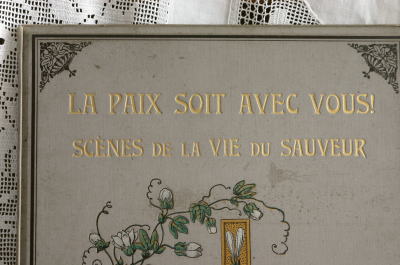 LA PAIX SOIT AVEC VOUS!
SCÈNES DE LA VIE DU SAUVEUR